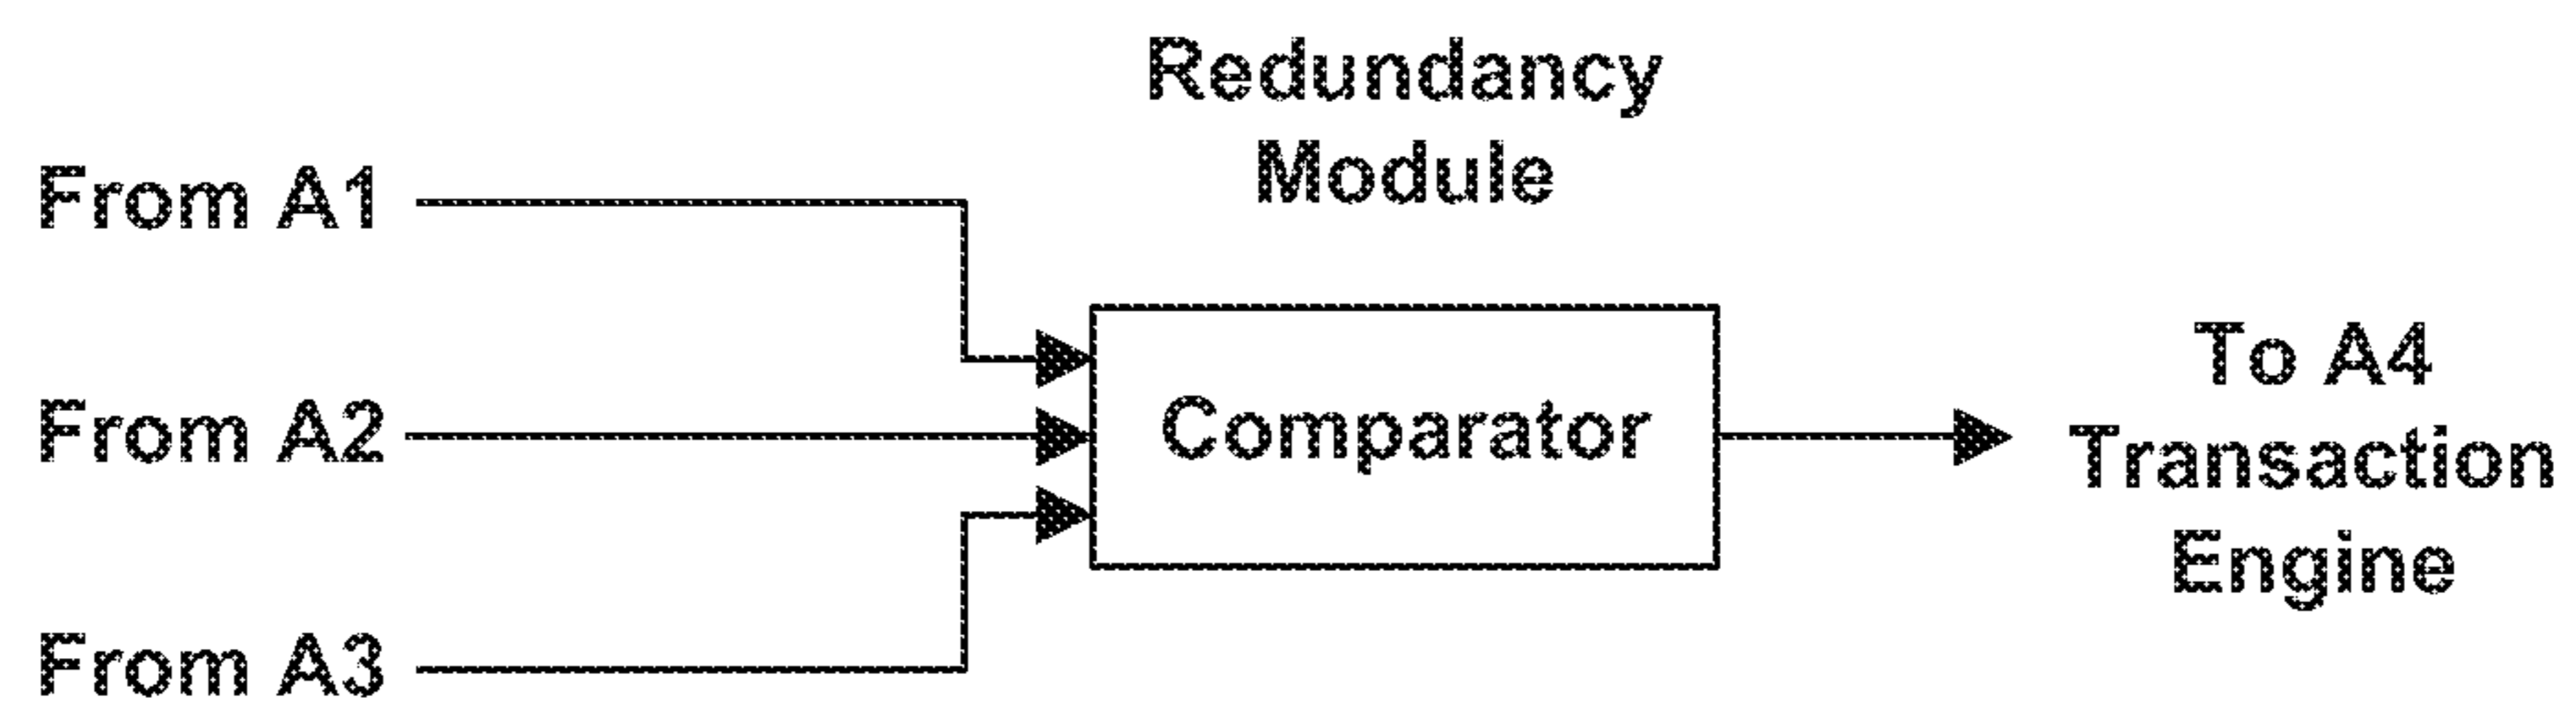 Redundancy
Module
From A1
From A2
From A3
Comparator
To A4
Transaction
Engine